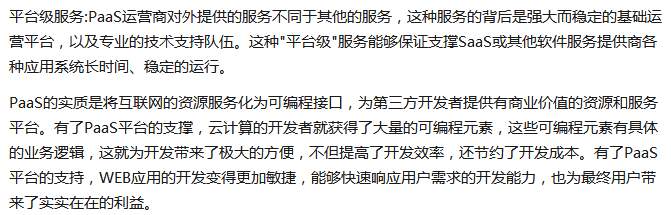 平台级服务:PaaS运营商对外提供的服务不同于其他的服务，这种服务的背后是强大而稳定的基础运
营平台，以及专业的技术支持队伍。这种"平台级"服务能够保证支撑SaaS或其他软件服务提供商各
种应用系统长时间、稳定的运行。
PaaS的实质是将互联网的资源服务化为可编程接口，为第三方开发者提供有商业价值的资源和服务
平台。有了PaaS平台的支撑，云计算的开发者就获得了大量的可编程元素，这些可编程元素有具体
的业务逻辑，这就为开发带来了极大的方便，不但提高了开发效率，还节约了开发成本。有了PaaS
平台的支持，WEB应用的开发变得更加敏捷，能够快速响应用户需求的开发能力，也为最终用户带
来了实实在在的利益。